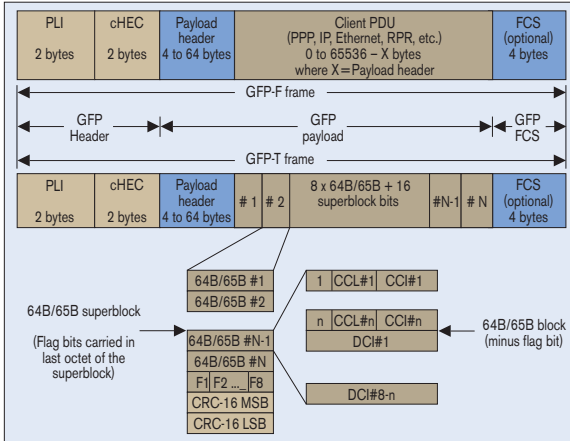 PLI
2 bytes
cHEC
2 bytes
Payload
header
4 to 64 bytes
Client PDU
(PPP, IP, Ethernet, RPR, etc.)
0 to 65536 – X bytes
where X=Payload header
FCS
(optional)
4 bytes
GFP-F frame
GFP
Header
GFP
payload
GFP
FCS
GFP-T frame
PLI
2 bytes
cHEC
2 bytes
Payload
header
4 to 64 bytes
# 1
# 2
8 x 64B/65B + 16
superblock bits
#N-1
# N
FCS
(optional)
4 bytes
64B/65B #1
64B/65B #2
64B/65B superblock
(Flag bits carried in
last octet of the
superblock)
64B/65B #N-1
64B/65B #N
F1 F2 ... F8
CRC-16 MSB
CRC-16 LSB
1 CCL#1 CCI#1
n CCL#n CCI#n
DCI#1
DCI#8-n
64B/65B block
(minus flag bit)